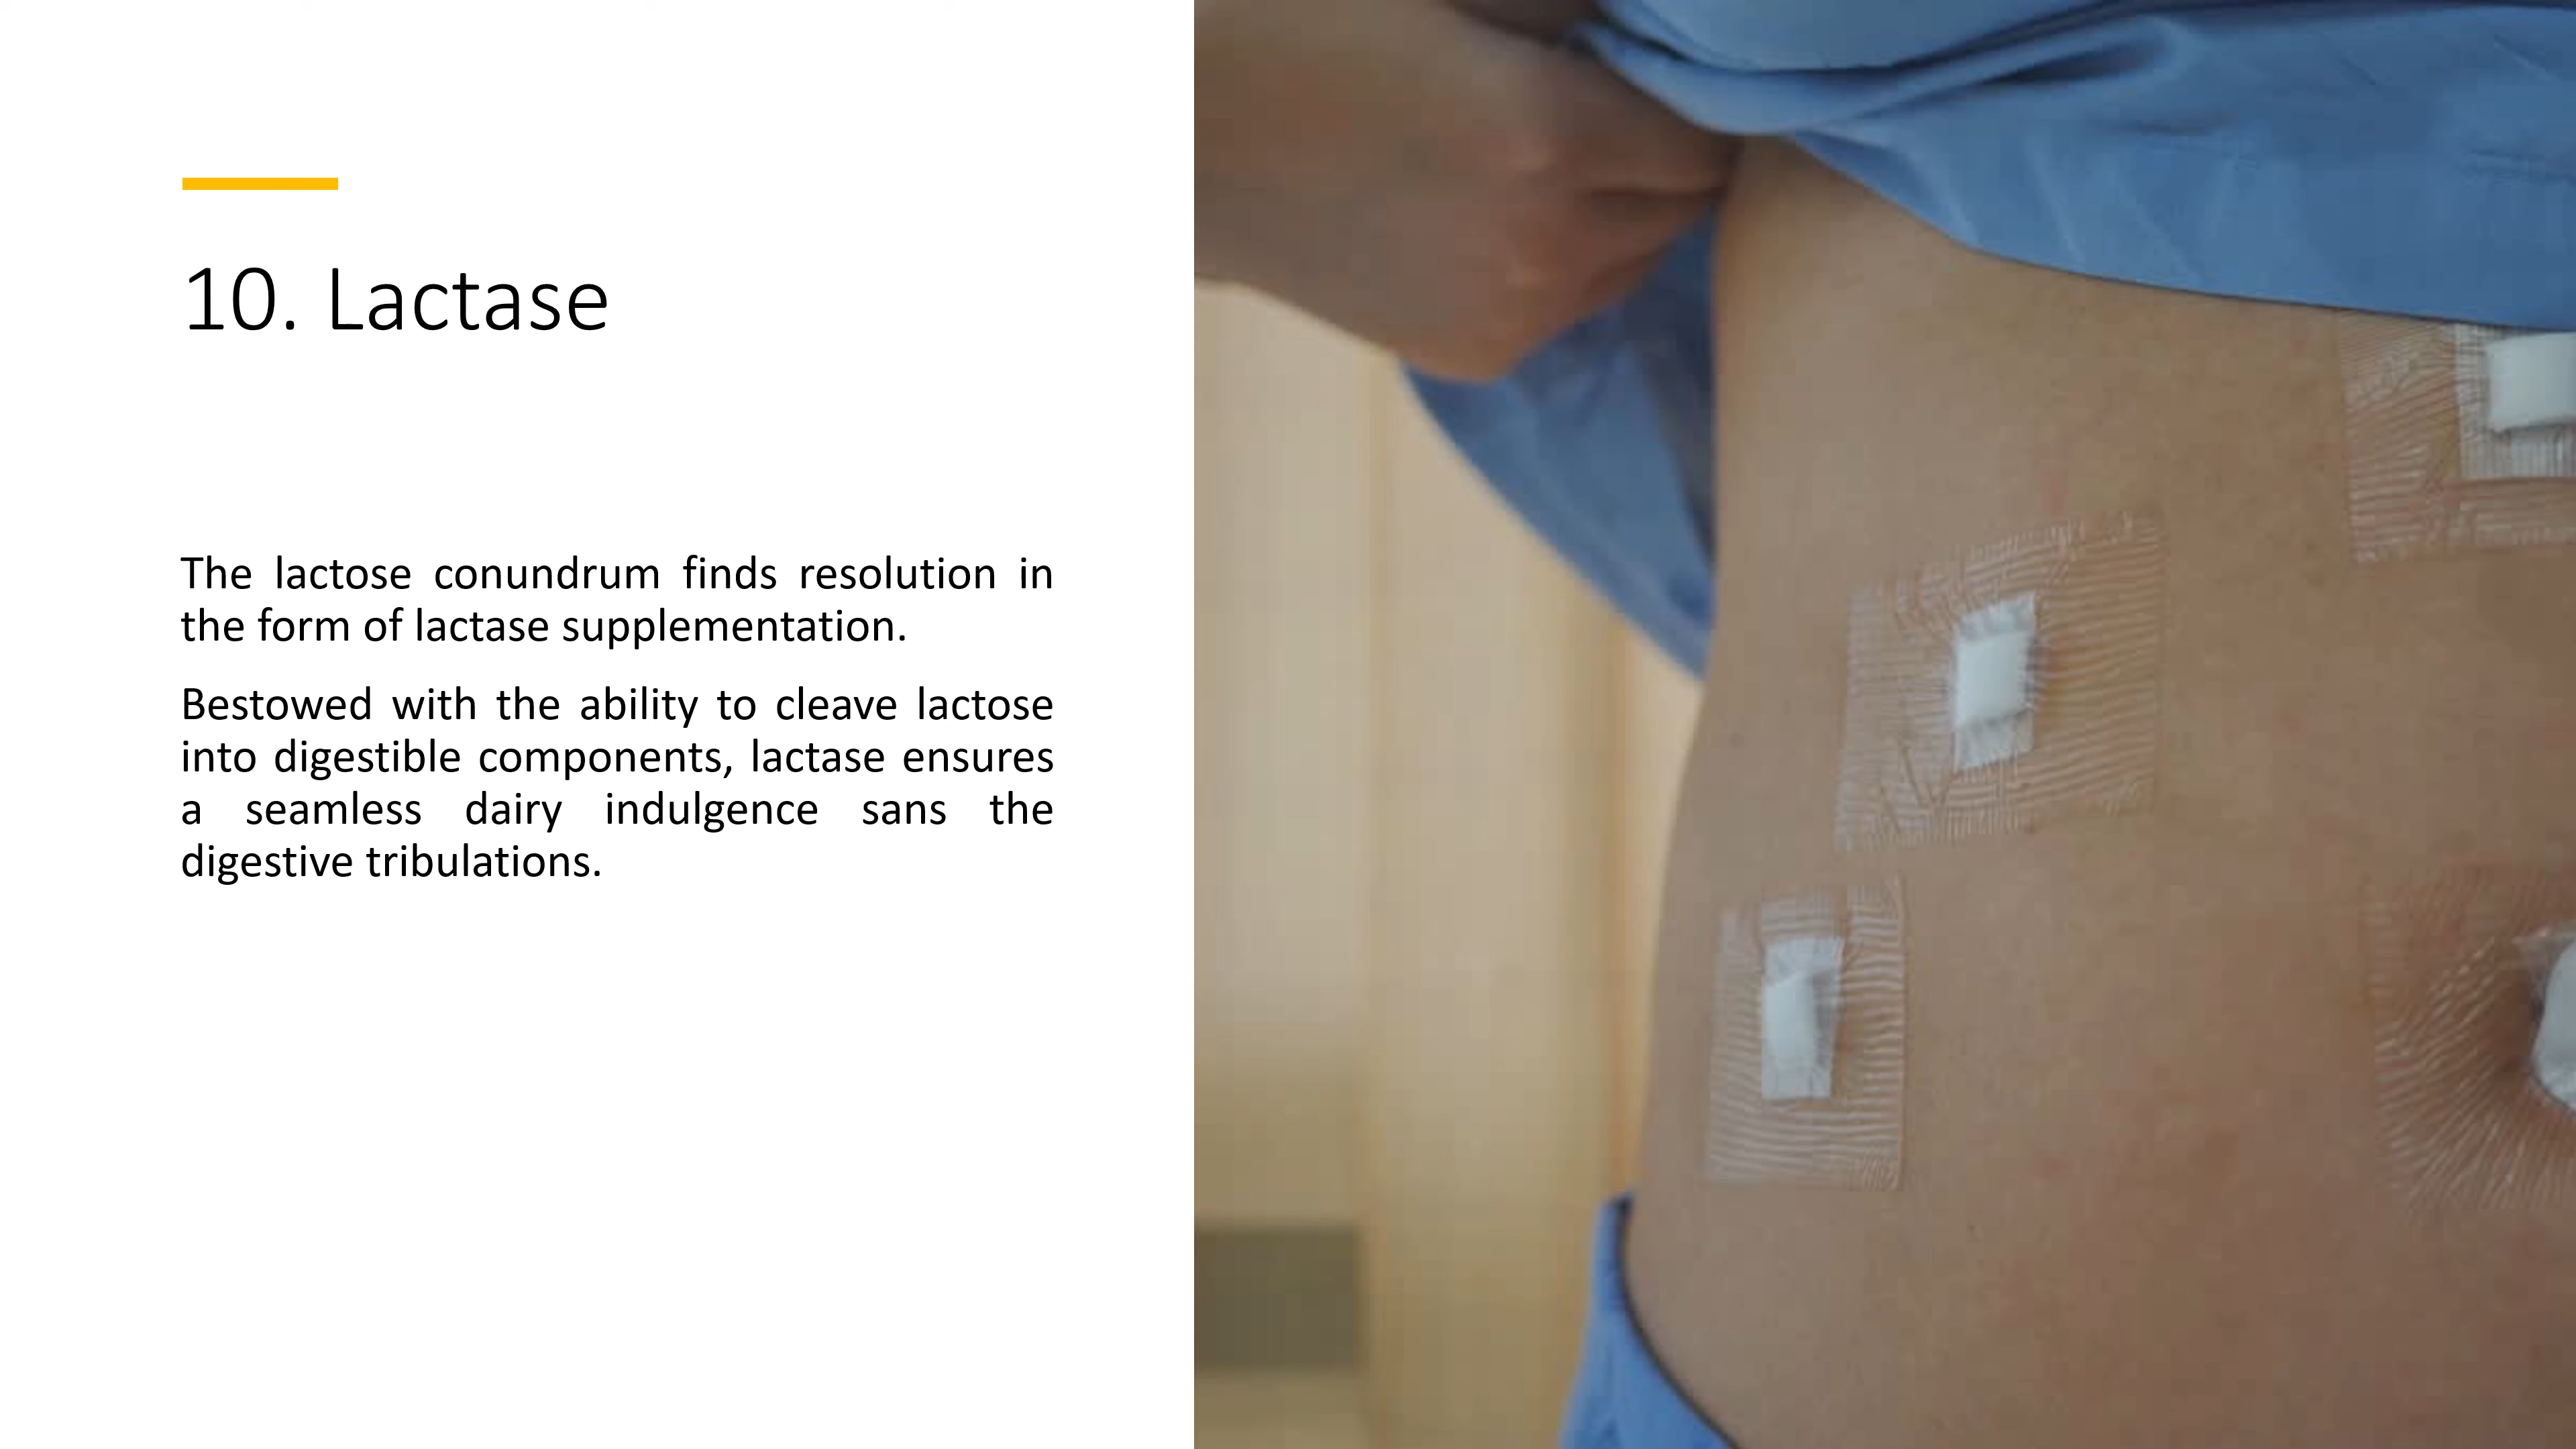 10. Lactase
The lactose conundrum finds resolution in
the form of lactase supplementation.
Bestowed with the ability to cleave lactose
into digestible components, lactase ensures
a seamless dairy indulgence sans the
digestive tribulations.